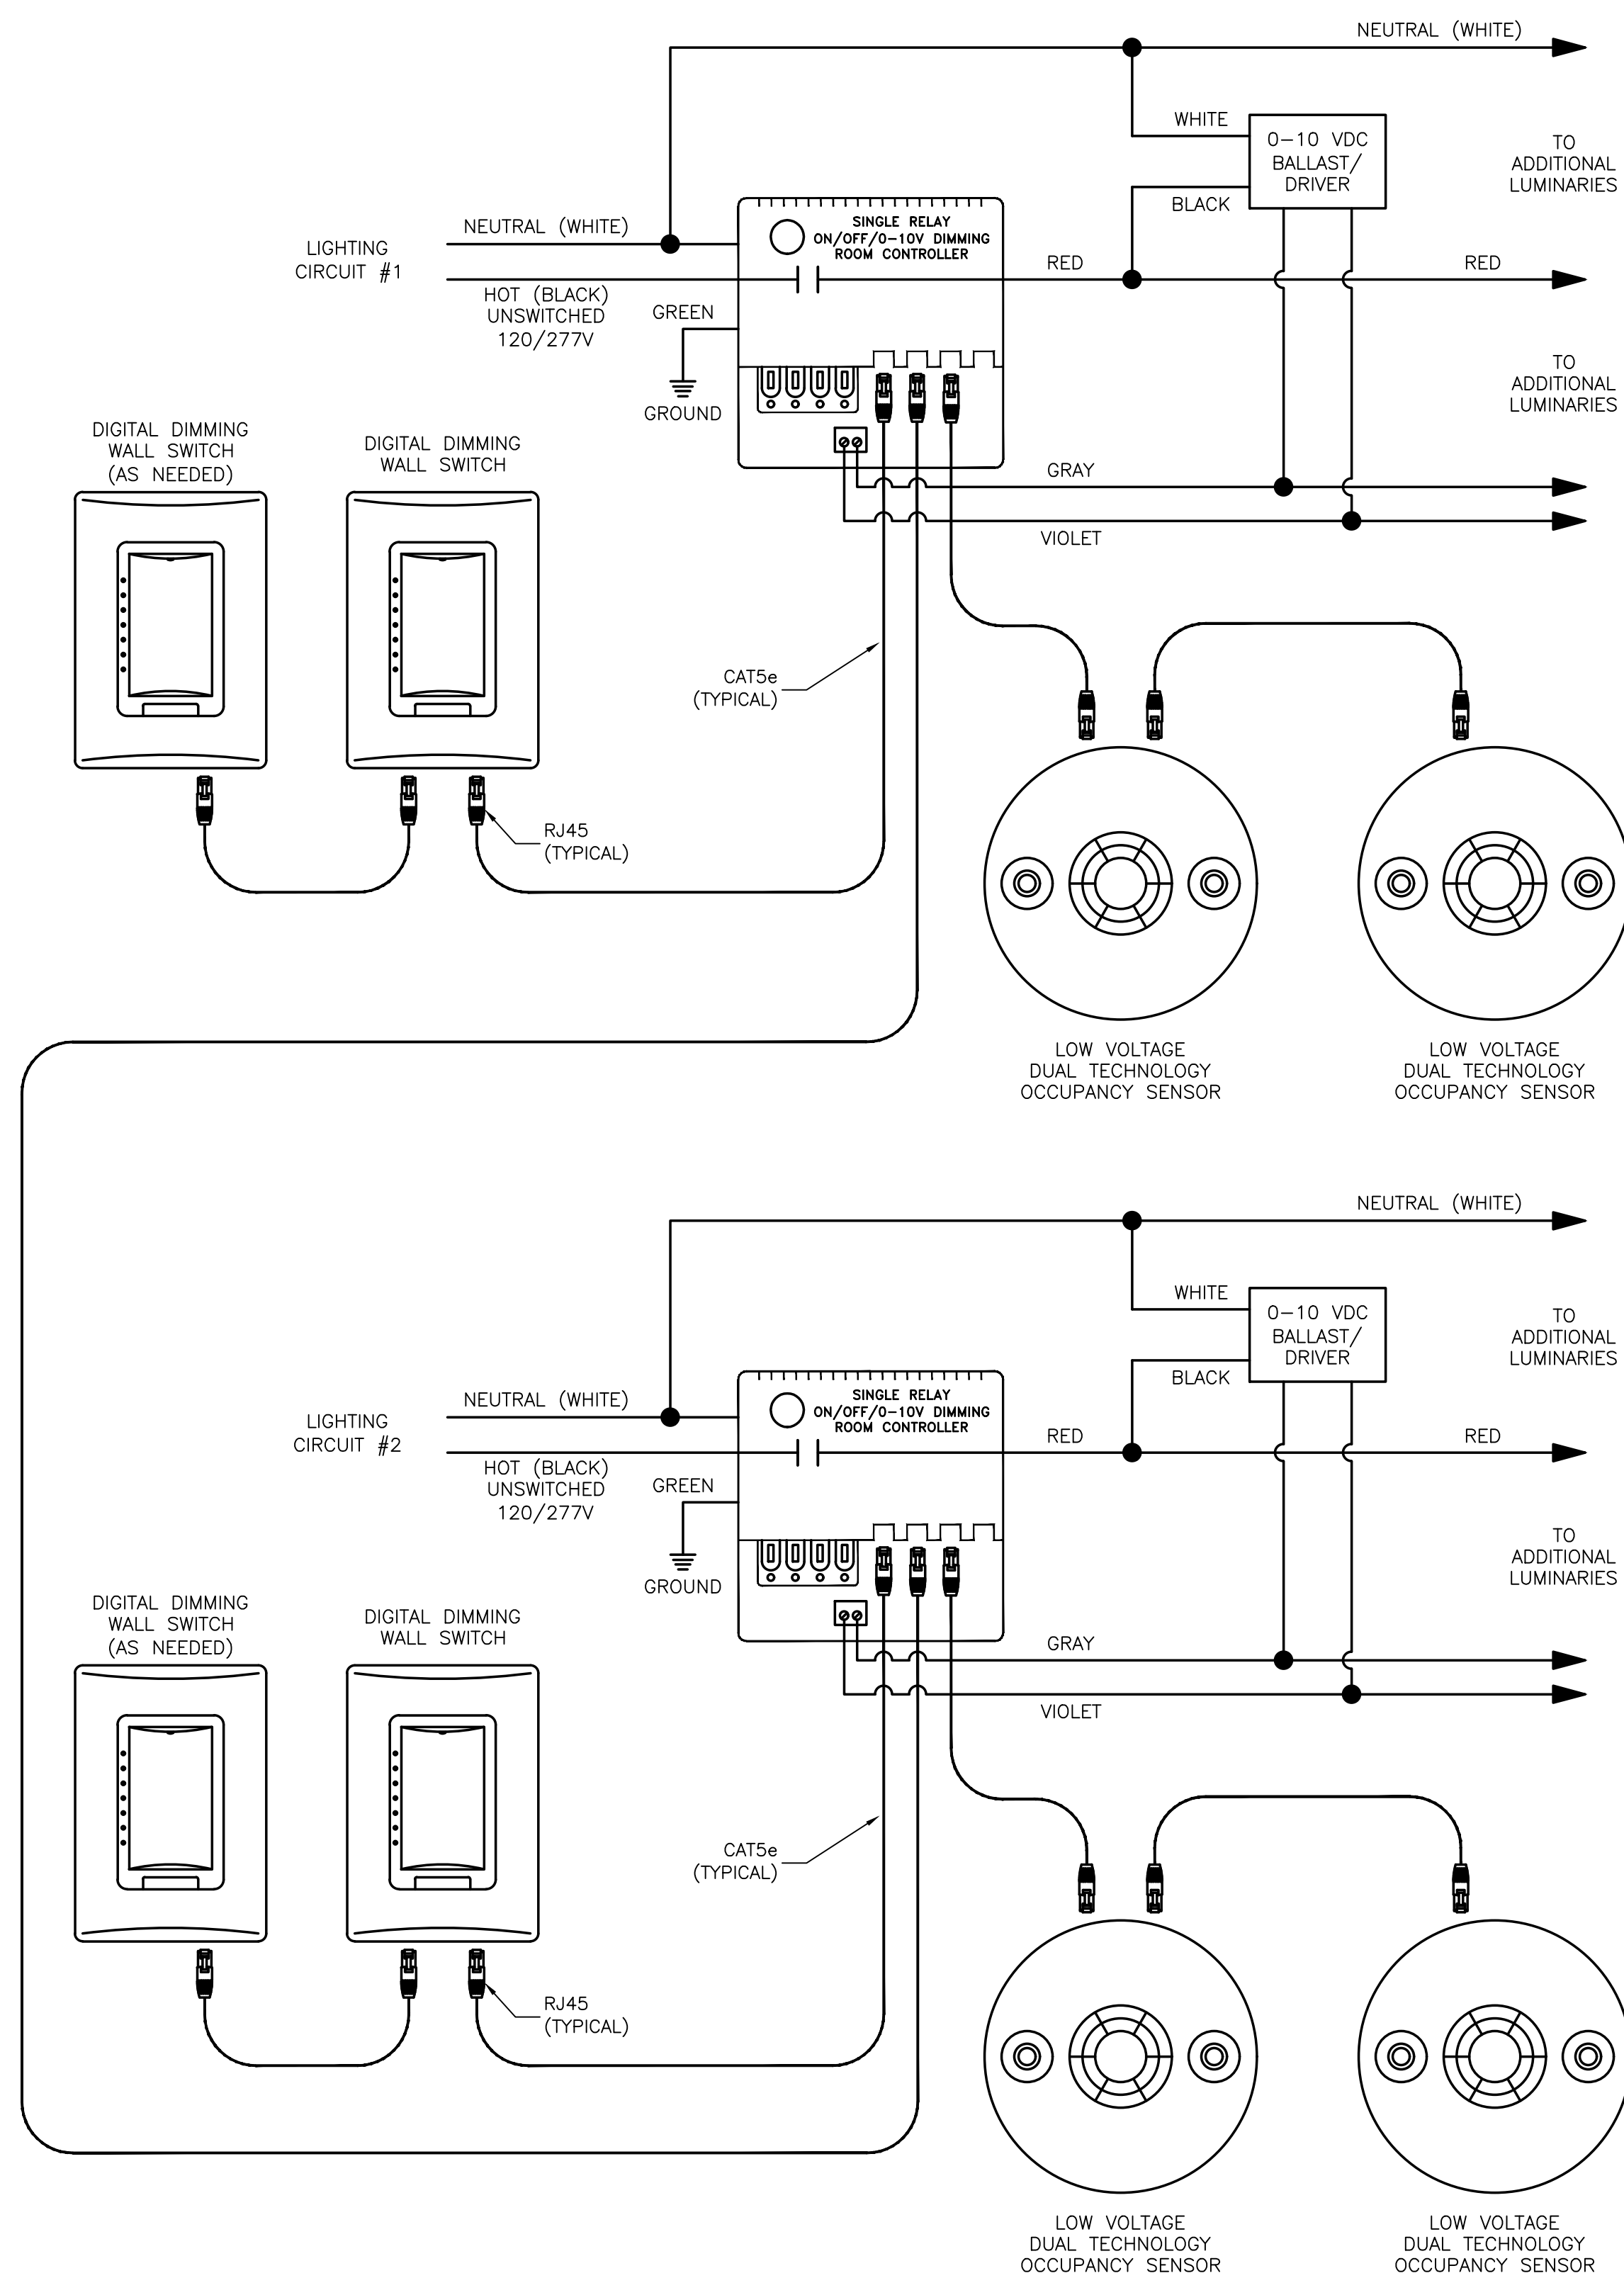 NEUTRAL (WHITE)
WHITE
0-10 VDC
BALLAST/
DRIVER
TO
ADDITIONAL
LUMINARIES
BLACK
SINGLE RELAY
ON/OFF/0-10V DIMMING
ROOM CONTROLLER
NEUTRAL (WHITE)
LIGHTING
CIRCUIT #1
RED
RED
HOT (BLACK)
UNSWITCHED
120/277V
GREEN
GROUND
TO
ADDITIONAL
LUMINARIES
DIGITAL DIMMING
WALL SWITCH
(AS NEEDED)
DIGITAL DIMMING
WALL SWITCH
GRAY
VIOLET
CAT5e
(TYPICAL)
RJ45
(TYPICAL)
LOW VOLTAGE
DUAL TECHNOLOGY
OCCUPANCY SENSOR
LOW VOLTAGE
DUAL TECHNOLOGY
OCCUPANCY SENSOR
NEUTRAL (WHITE)
WHITE
0-10 VDC
BALLAST/
DRIVER
TO
ADDITIONAL
LUMINARIES
BLACK
SINGLE RELAY
ON/OFF/0-10V DIMMING
ROOM CONTROLLER
NEUTRAL (WHITE)
LIGHTING
CIRCUIT #2
RED
RED
HOT (BLACK)
UNSWITCHED
120/277V
GREEN
GROUND
TO
ADDITIONAL
LUMINARIES
DIGITAL DIMMING
WALL SWITCH
(AS NEEDED)
DIGITAL DIMMING
WALL SWITCH
GRAY
VIOLET
CAT5e
(TYPICAL)
RJ45
(TYPICAL)
LOW VOLTAGE
DUAL TECHNOLOGY
OCCUPANCY SENSOR
LOW VOLTAGE
DUAL TECHNOLOGY
OCCUPANCY SENSOR